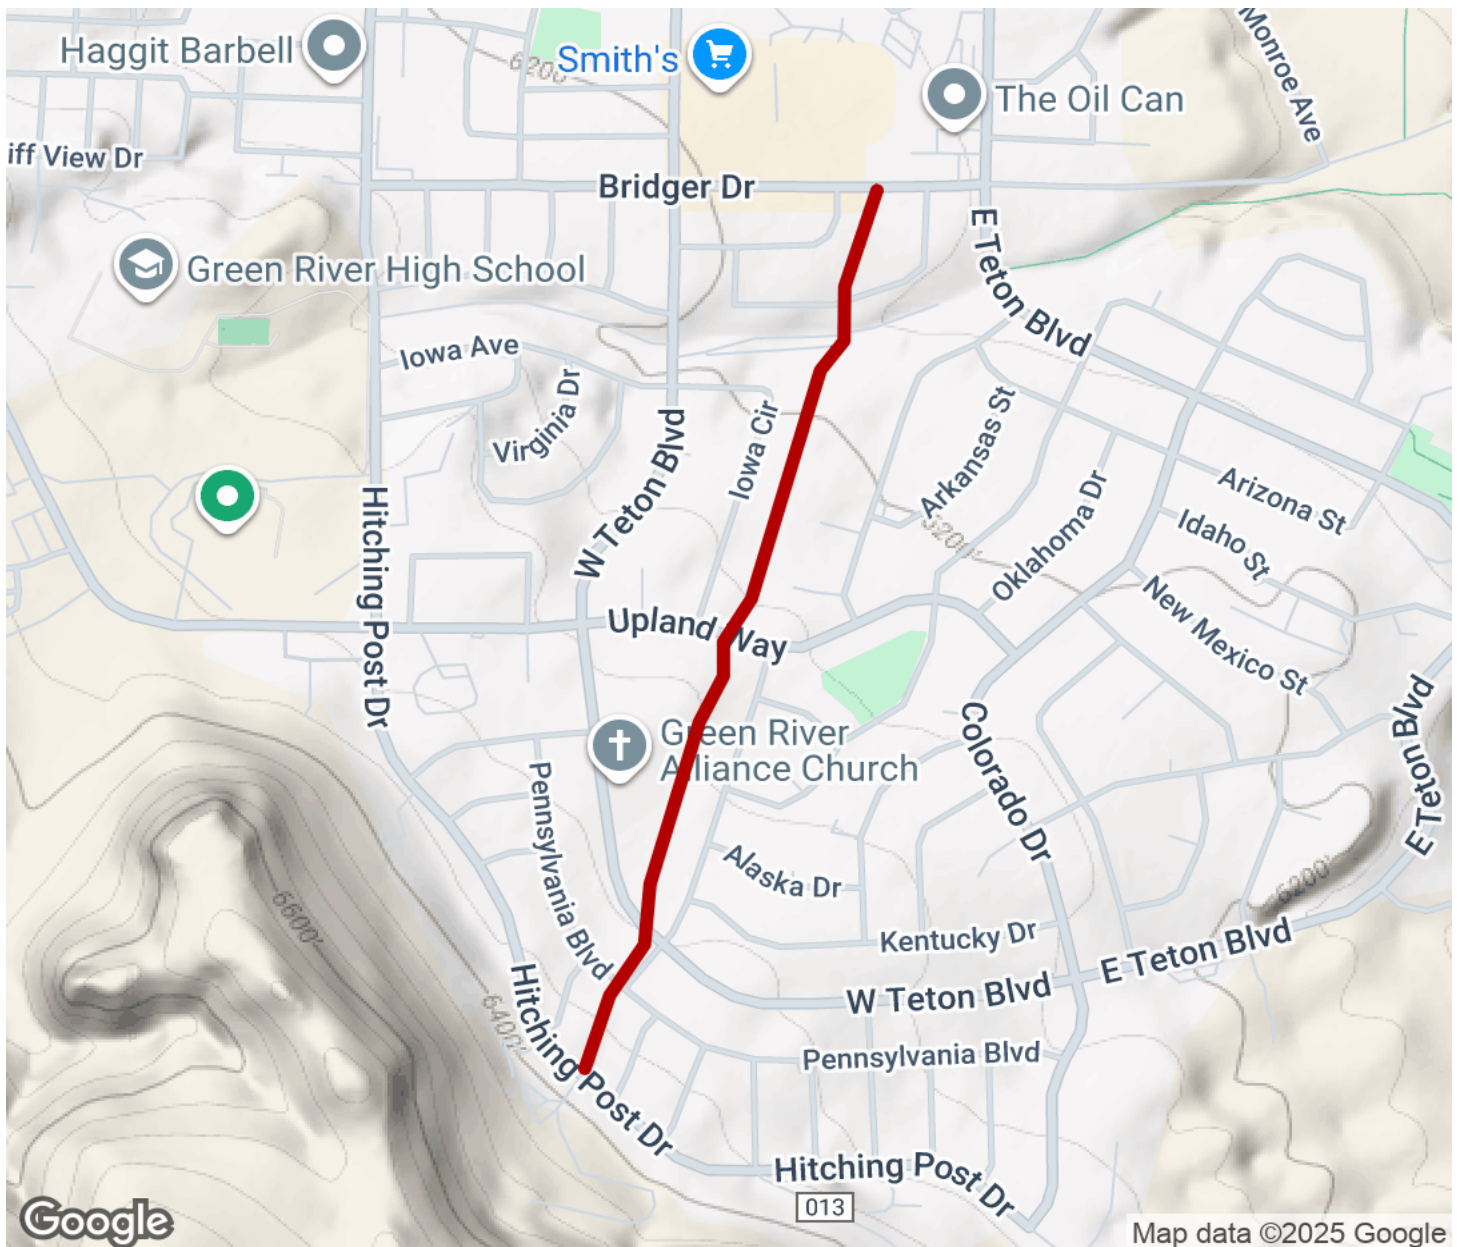 Haggit Barbell
Smith's
6200'
The Oil Can
Monroe Ave
iff View Dr
Bridger Dr
E Teton Blvd
Green River High School
Iowa Ave
Virginia Dr
Iowa Cir
W Teton Blvd
Arkansas St
Arizona St
Oklahoma Dr
Idaho St
Hitching Post Dr
New Mexico St
Upland Way
Green River
Alliance Church
Colorado Dr
E Teton Blvd
Pennsylvania Blvd
Alaska Dr
6200'
6600'
Kentucky Dr
E Teton Blvd
W Teton Blvd
Hitching Post Dr
6400'
Pennsylvania Blvd
Hitching Post Dr
013
Google
Map data ©2025 Google